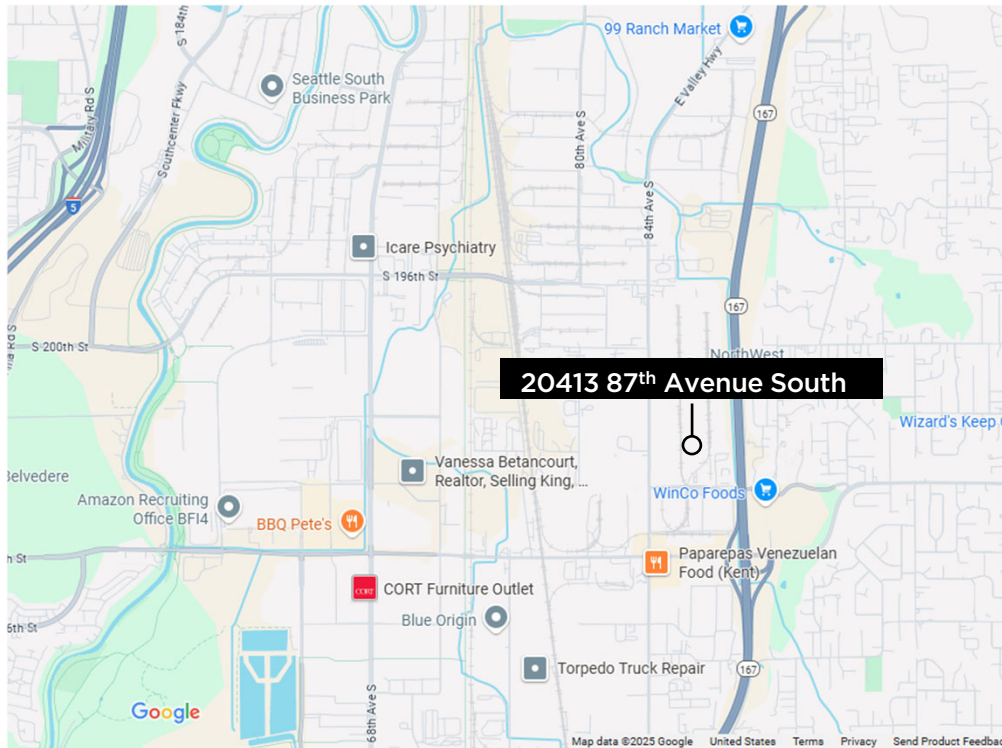 S 184th
99 Ranch Market
Seattle South
Business Park
Military Rd S
Southcenter Pkwy
E Valley Hwy
167
80th Ave S
5
84th Ave S
Icare Psychiatry
S 196th St
167
S 200th St
NorthWest
20413 87th Avenue South
Wizard's Keep
Belvedere
Vanessa Betancourt,
Realtor, Selling King, ...
WinCo Foods
Amazon Recruiting
Office BFI4
BBQ Pete's
h St
Paparepas Venezuelan
Food (Kent)
CORT
CORT Furniture Outlet
Blue Origin
6th St
Torpedo Truck Repair
167
68th Ave S
Google
Map data ©2025 Google United States Terms Privacy Send Product Feedbac